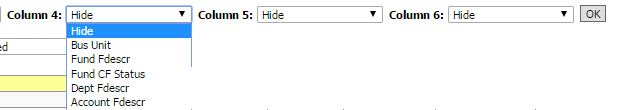 Column 4: Hide Column 5: Hide Column 6: Hide OK
Hide
Bus Unit
Fund Fdescr
Fund CF Status
Dept Fdescr
Account Fdescr